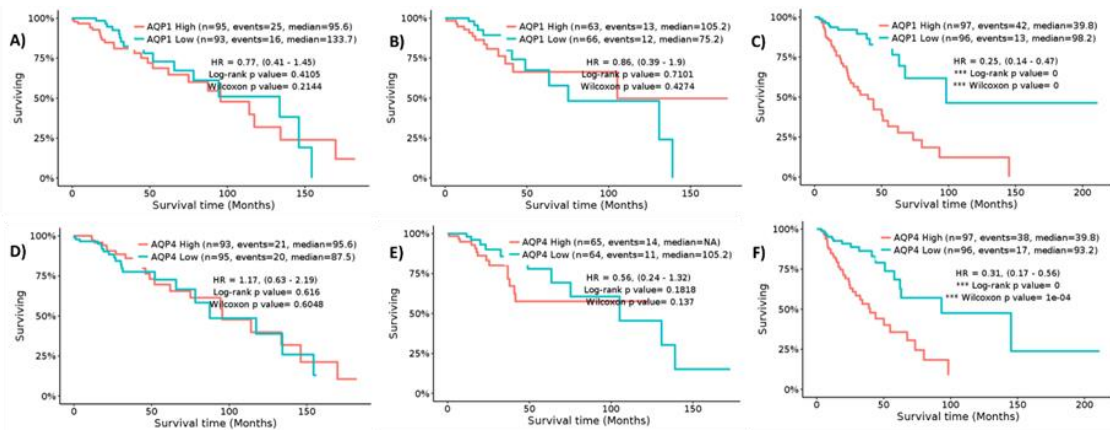 A)
AQP1 High (n=95, events=25, median=95.6)
AQP1 Low (n=93, events=16, median=133.7)
HR = 0.77, (0.41 - 1.45)
Log-rank p value= 0.4105
Wilcoxon p value= 0.2144
Surviving
100%
75%
50%
25%
0%
0 50 100 150
Survival time (Months)
B)
AQP1 High (n=63, events=13, median=105.2)
AQP1 Low (n=66, events=12, median=75.2)
HR = 0.86, (0.39 - 1.9)
Log-rank p value= 0.7101
Wilcoxon p value= 0.4274
Surviving
100%
75%
50%
25%
0%
0 50 100 150
Survival time (Months)
C)
AQP1 High (n=97, events=42, median=39.8)
AQP1 Low (n=96, events=13, median=98.2)
HR = 0.25, (0.14 - 0.47)
*** Log-rank p value= 0
*** Wilcoxon p value= 0
Surviving
100%
75%
50%
25%
0%
0 50 100 150 200
Survival time (Months)
D)
AQP4 High (n=93, events=21, median=95.6)
AQP4 Low (n=95, events=20, median=87.5)
HR = 1.17, (0.63 - 2.19)
Log-rank p value= 0.616
Wilcoxon p value= 0.6048
Surviving
100%
75%
50%
25%
0%
0 50 100 150
Survival time (Months)
E)
AQP4 High (n=65, events=14, median=NA)
AQP4 Low (n=64, events=11, median=105.2)
HR = 0.56, (0.24 - 1.32)
Log-rank p value= 0.1818
Wilcoxon p value= 0.137
Surviving
100%
75%
50%
25%
0%
0 50 100 150
Survival time (Months)
F)
AQP4 High (n=97, events=38, median=39.8)
AQP4 Low (n=96, events=17, median=93.2)
HR = 0.31, (0.17 - 0.56)
*** Log-rank p value= 0
*** Wilcoxon p value= 1e-04
Surviving
100%
75%
50%
25%
0%
0 50 100 150 200
Survival time (Months)